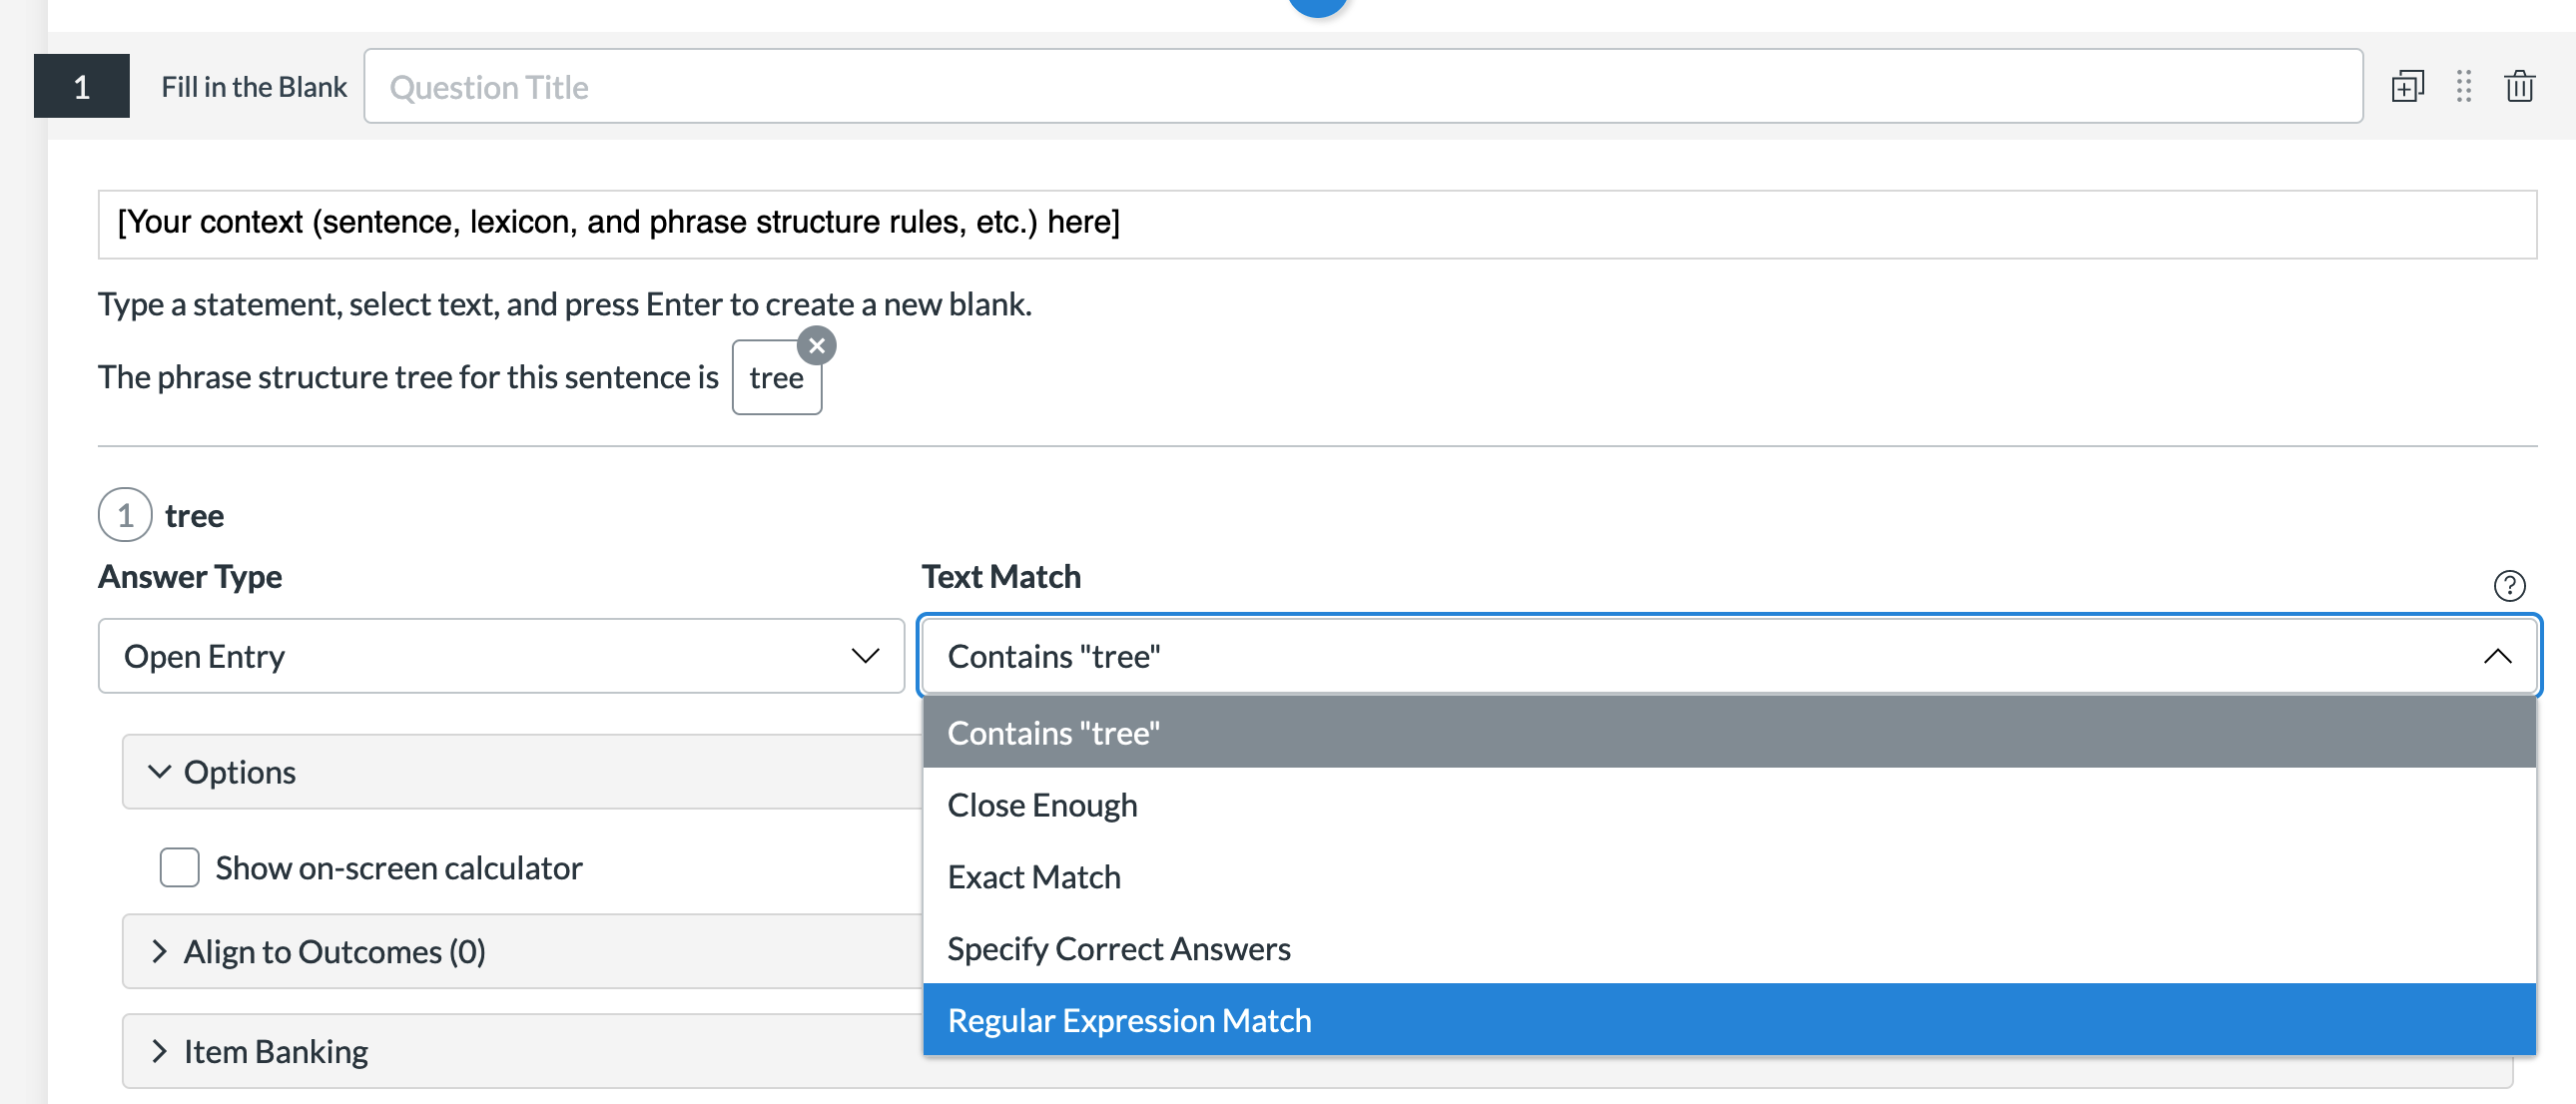 1 Fill in the Blank Question Title
[Your context (sentence, lexicon, and phrase structure rules, etc.) here]
Type a statement, select text, and press Enter to create a new blank.
The phrase structure tree for this sentence is tree
1 tree
Answer Type Text Match
Open Entry Contains "tree"
Contains "tree"
Options
Close Enough
Show on-screen calculator
Exact Match
Align to Outcomes (0)
Specify Correct Answers
Regular Expression Match
Item Banking